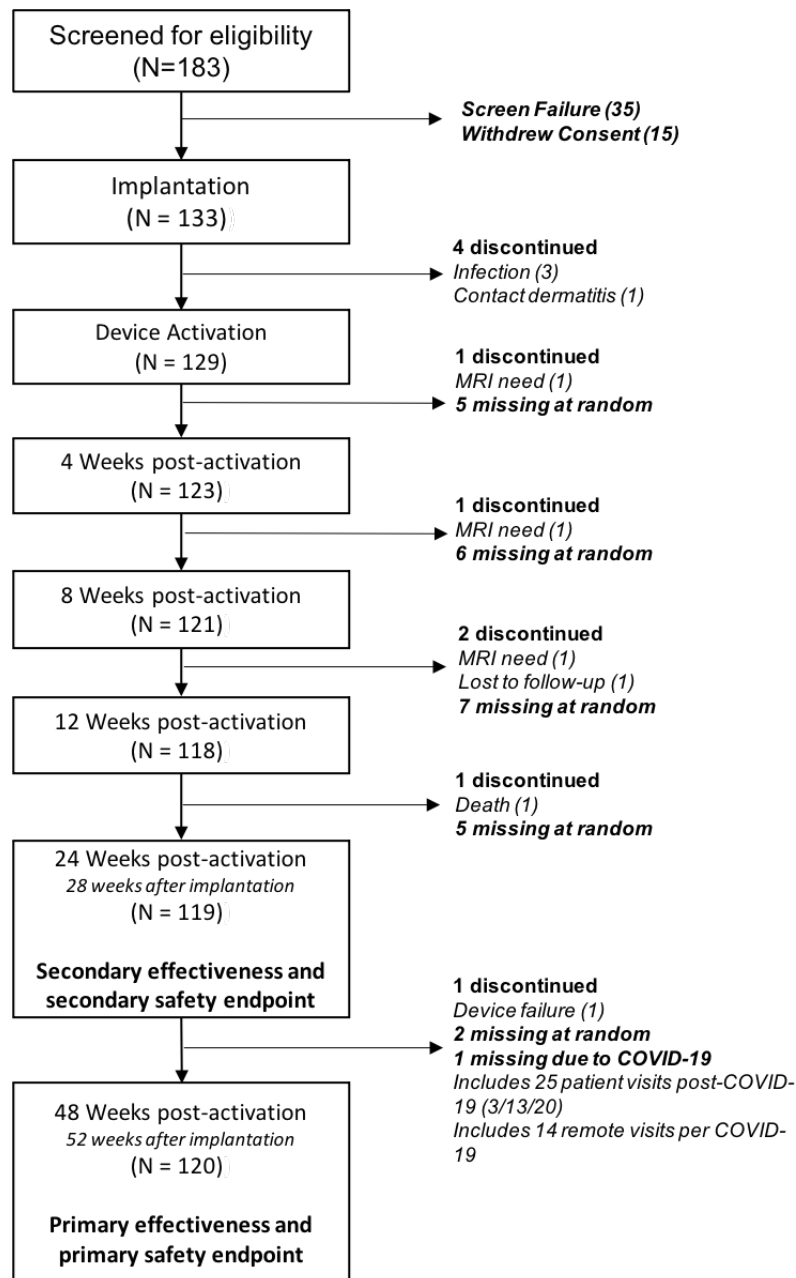 Screened for eligibility
(N=183)
Screen Failure (35)
Withdrew Consent (15)
Implantation
(N = 133)
4 discontinued
Infection (3)
Contact dermatitis (1)
Device Activation
(N = 129)
1 discontinued
MRI need (1)
5 missing at random
4 Weeks post-activation
(N = 123)
1 discontinued
MRI need (1)
6 missing at random
8 Weeks post-activation
(N = 121)
2 discontinued
MRI need (1)
Lost to follow-up (1)
7 missing at random
12 Weeks post-activation
(N = 118)
1 discontinued
Death (1)
5 missing at random
24 Weeks post-activation
28 weeks after implantation
(N = 119)
Secondary effectiveness and
secondary safety endpoint
1 discontinued
Device failure (1)
2 missing at random
1 missing due to COVID-19
Includes 25 patient visits post-COVID-
19 (3/13/20)
Includes 14 remote visits per COVID-
19
48 Weeks post-activation
52 weeks after implantation
(N = 120)
Primary effectiveness and
primary safety endpoint